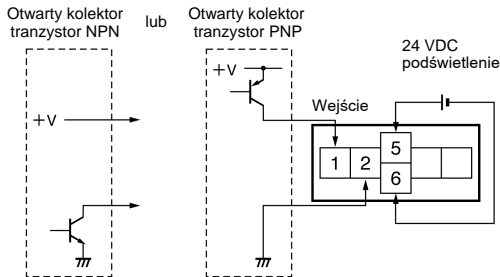 Otwarty kolektor
tranzystor NPN
lub
Otwarty kolektor
tranzystor PNP
24 VDC
podświetlenie
+V
+V
Wejście
1 2 5 6